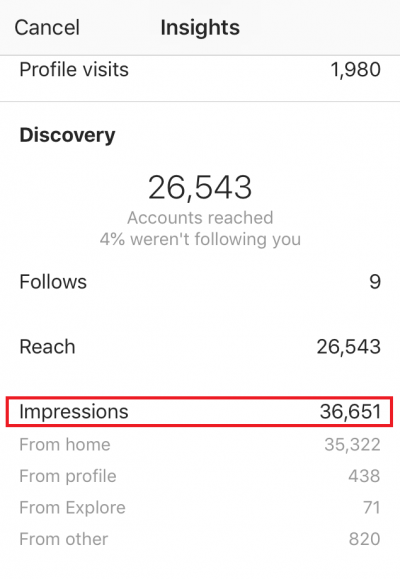 Cancel Insights
Profile visits 1,980
Discovery
26,543
Accounts reached
4% weren't following you
Follows 9
Reach 26,543
Impressions 36,651
From home 35,322
From profile 438
From Explore 71
From other 820